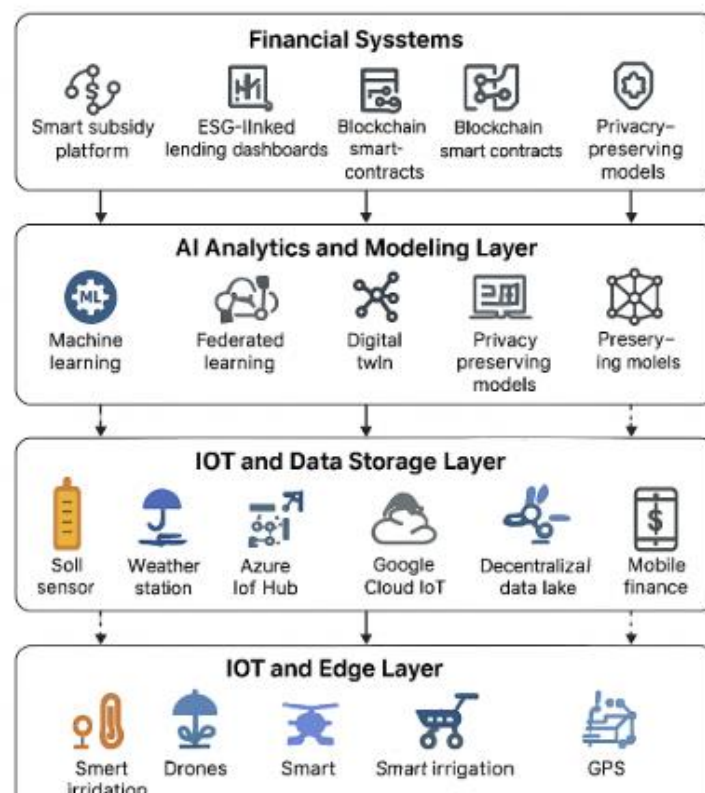 Financial Sysstems
Smart subsidy
platform
ESG-lInked
lending dashboards
Blockchain
smart-
contracts
Blockchain
smart contracts
Privacry–
preserving
models
AI Analytics and Modeling Layer
ML
Machine
learning
Federated
learning
Digital
twIn
Privacy
preserving
models
Presery–
ing molels
IOT and Data Storage Layer
Soll
sensor
Weather
station
Azure
Iof Hub
Google
Cloud IoT
Decentralizal
data lake
$
Mobile
finance
IOT and Edge Layer
Smert
irridation
Drones
Smart
Smart irrigation
GPS